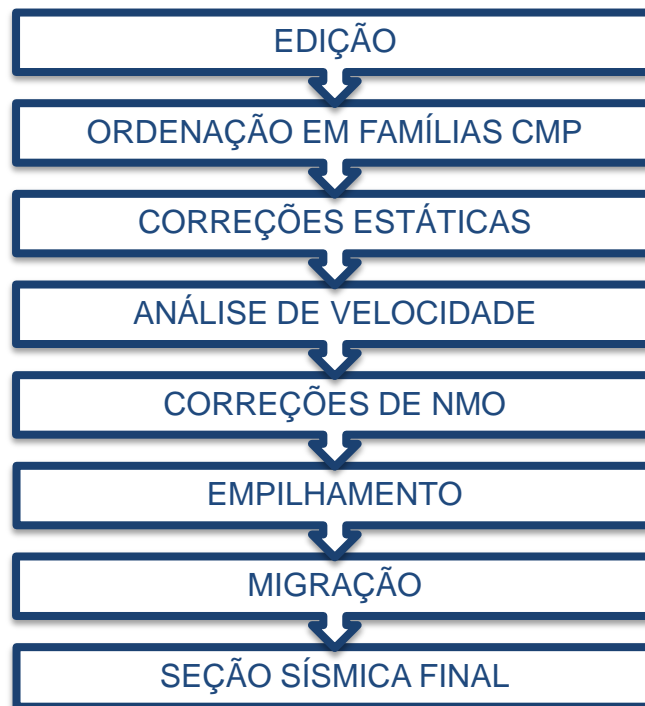 EDIÇÃO
ORDENAÇÃO EM FAMÍLIAS CMP
CORREÇÕES ESTÁTICAS
ANÁLISE DE VELOCIDADE
CORREÇÕES DE NMO
EMPILHAMENTO
MIGRAÇÃO
SEÇÃO SÍSMICA FINAL